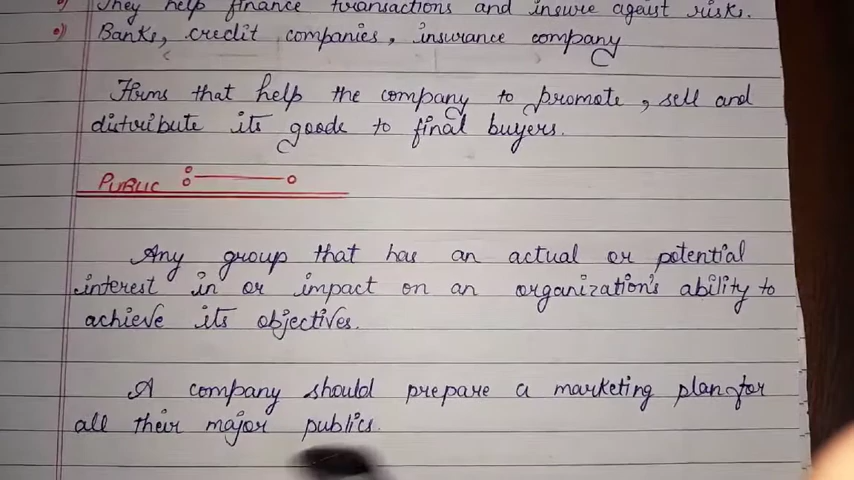 They help finance transactions and insure against risks.
Banks, credit companies, insurance company
Firms that help the company to promote, sell and
distribute its goods to final buyers.
PUBLIC :—o
Any group that has an actual or potential
interest in or impact on an organization's ability to
achieve its objectives.
A company should prepare a marketing plan for
all their major publics.